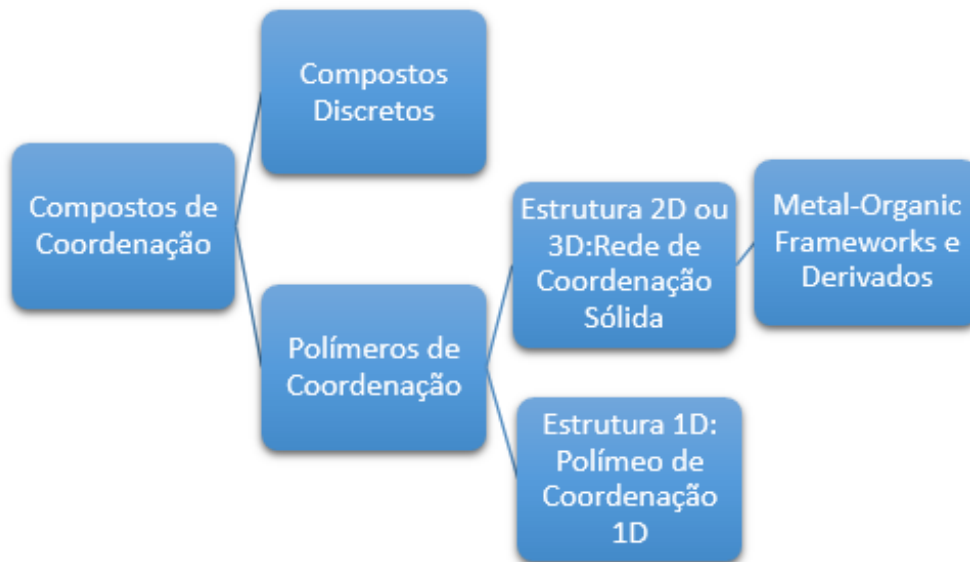 Compostos
Discretos
Compostos de
Coordenação
Estrutura 2D ou
3D:Rede de
Coordenação
Sólida
Metal-Organic
Frameworks e
Derivados
Polímeros de
Coordenação
Estrutura 1D:
Polímeo de
Coordenação
1D